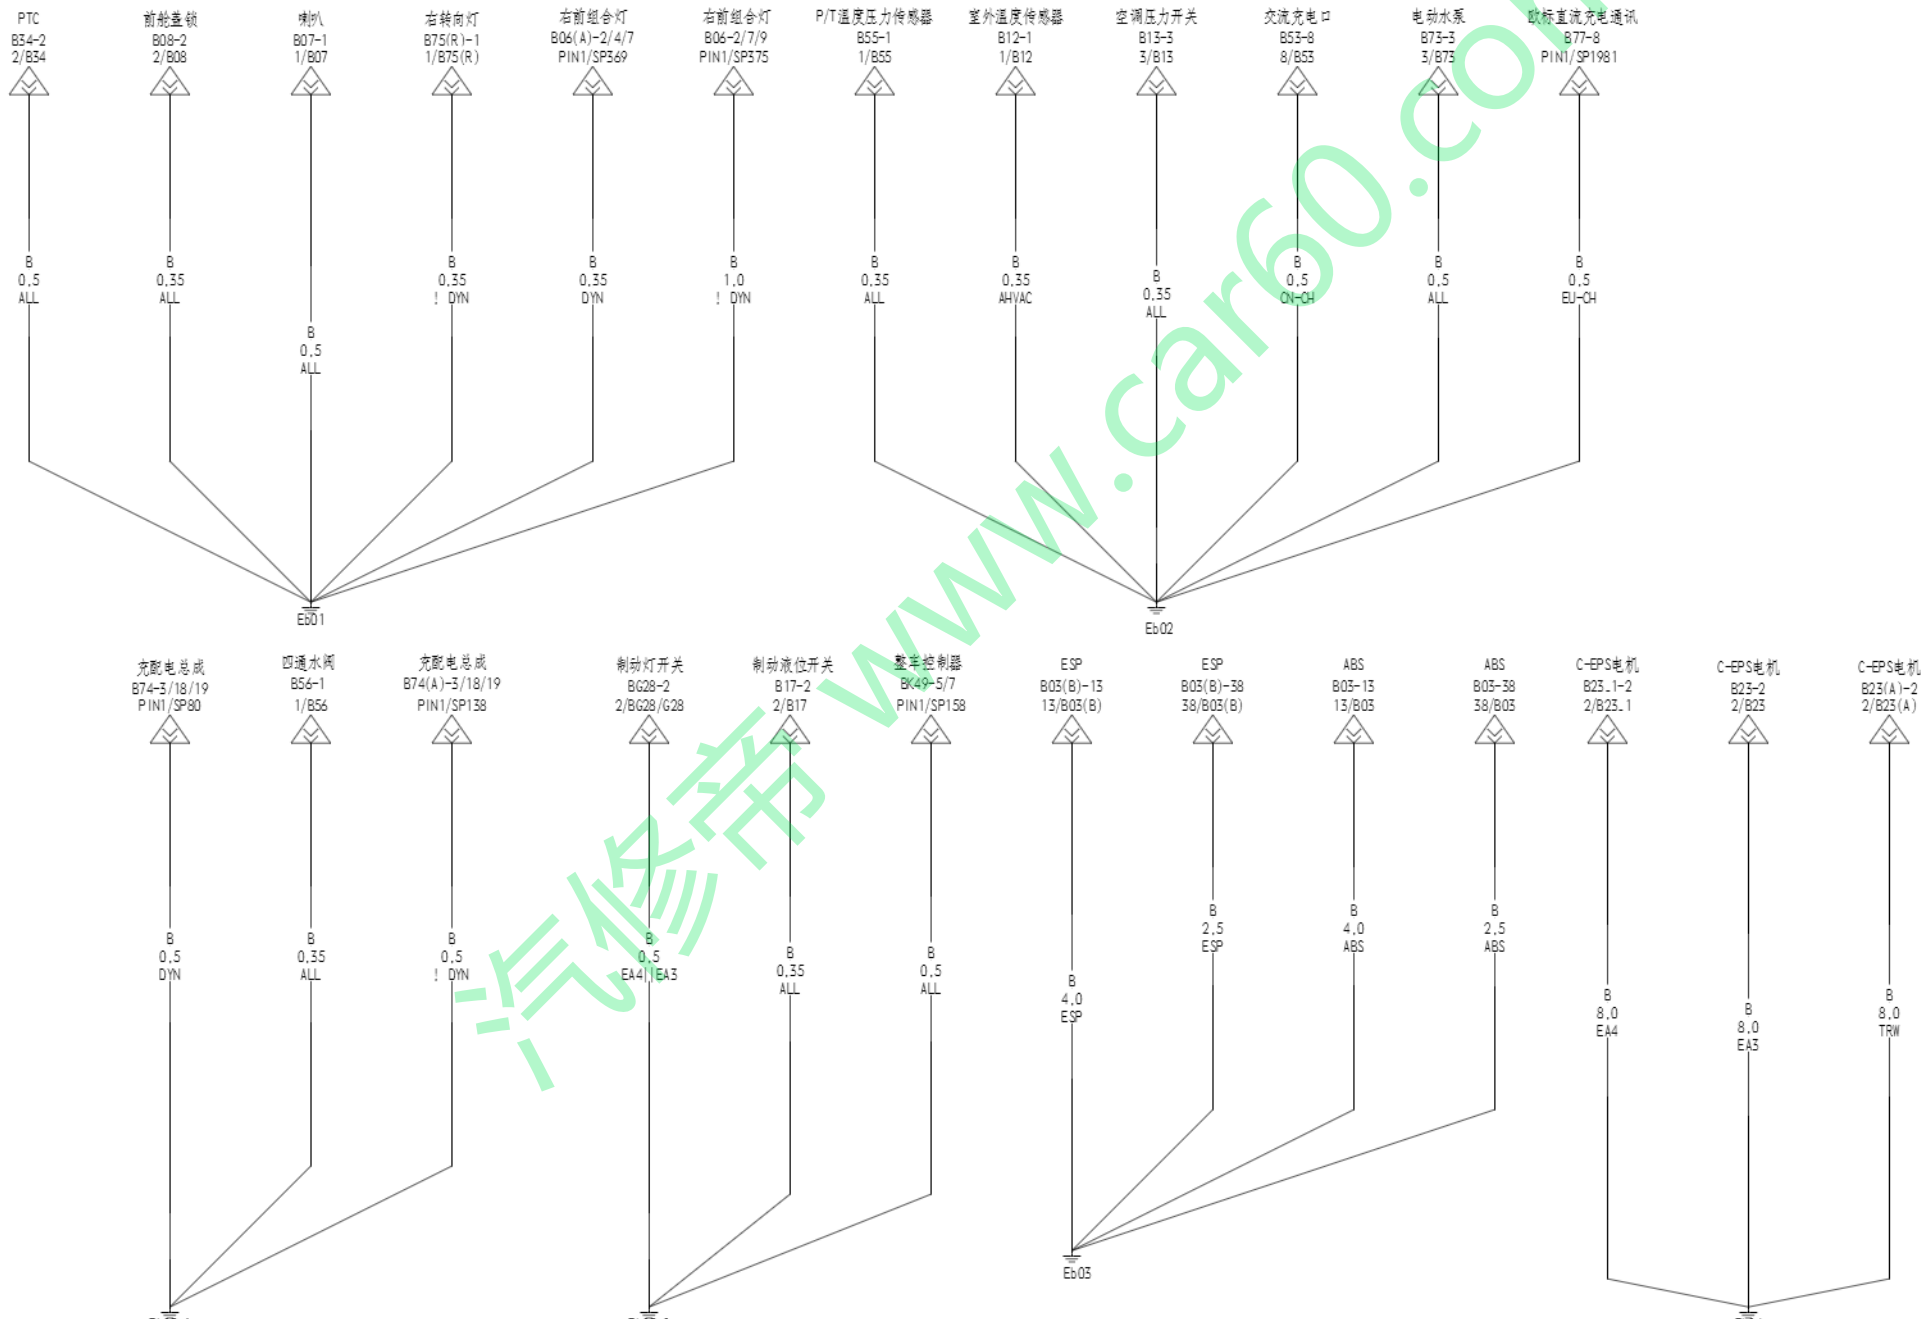 PTC
B34-2
2/B34
前舱盖锁
B08-2
2/B08
喇叭
B07-1
1/B07
右转向灯
B75(R)-1
1/B75(R)
右前组合灯
B06(A)-2/4/7
PIN1/SP369
右前组合灯
B06-2/7/9
PIN1/SP375
P/T温度压力传感器
B55-1
1/B55
室外温度传感器
B12-1
1/B12
空调压力开关
B13-3
3/B13
交流充电口
B53-8
8/B53
电动水泵
B73-3
3/B73
欧标直流充电通讯
B77-8
PIN1/SP1981
B
0,5
ALL
B
0,35
ALL
B
0,5
ALL
B
0,35
! DYN
B
0,35
DYN
B
1,0
! DYN
B
0,35
ALL
B
0,35
AHVAC
B
0,35
ALL
B
0,5
CN-CH
B
0,5
ALL
B
0,5
EU-CH
Eb01
Eb02
充配电总成
B74-3/18/19
PIN1/SP80
四通水阀
B56-1
1/B56
充配电总成
B74(A)-3/18/19
PIN1/SP138
制动灯开关
BG28-2
2/BG28/G28
制动液位开关
B17-2
2/B17
整车控制器
BK49-5/7
PIN1/SP158
ESP
B03(B)-13
13/B03(B)
ESP
B03(B)-38
38/B03(B)
ABS
B03-13
13/B03
ABS
B03-38
38/B03
C-EPS电机
B23_1-2
2/B23_1
C-EPS电机
B23-2
2/B23
C-EPS电机
B23(A)-2
2/B23(A)
B
0,5
DYN
B
0,35
ALL
B
0,5
! DYN
B
0,5
EA4||EA3
B
0,35
ALL
B
0,5
ALL
B
4,0
ESP
B
2,5
ESP
B
4,0
ABS
B
2,5
ABS
B
8,0
EA4
B
8,0
EA3
B
8,0
TRW
Eb03
汽修帝 www.car60.com